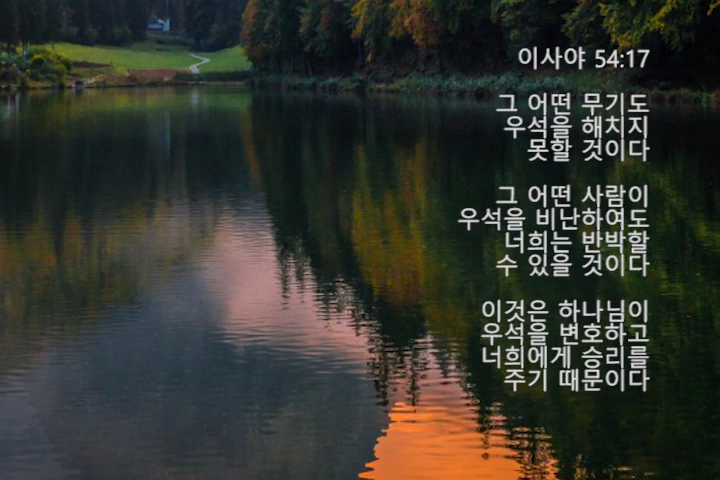 이사야 54:17
그 어떤 무기도
우석을 해치지
못할 것이다
그 어떤 사람이
우석을 비난하여도
너희는 반박할
수 있을 것이다
이것은 하나님이
우석을 변호하고
너희에게 승리를
주기 때문이다